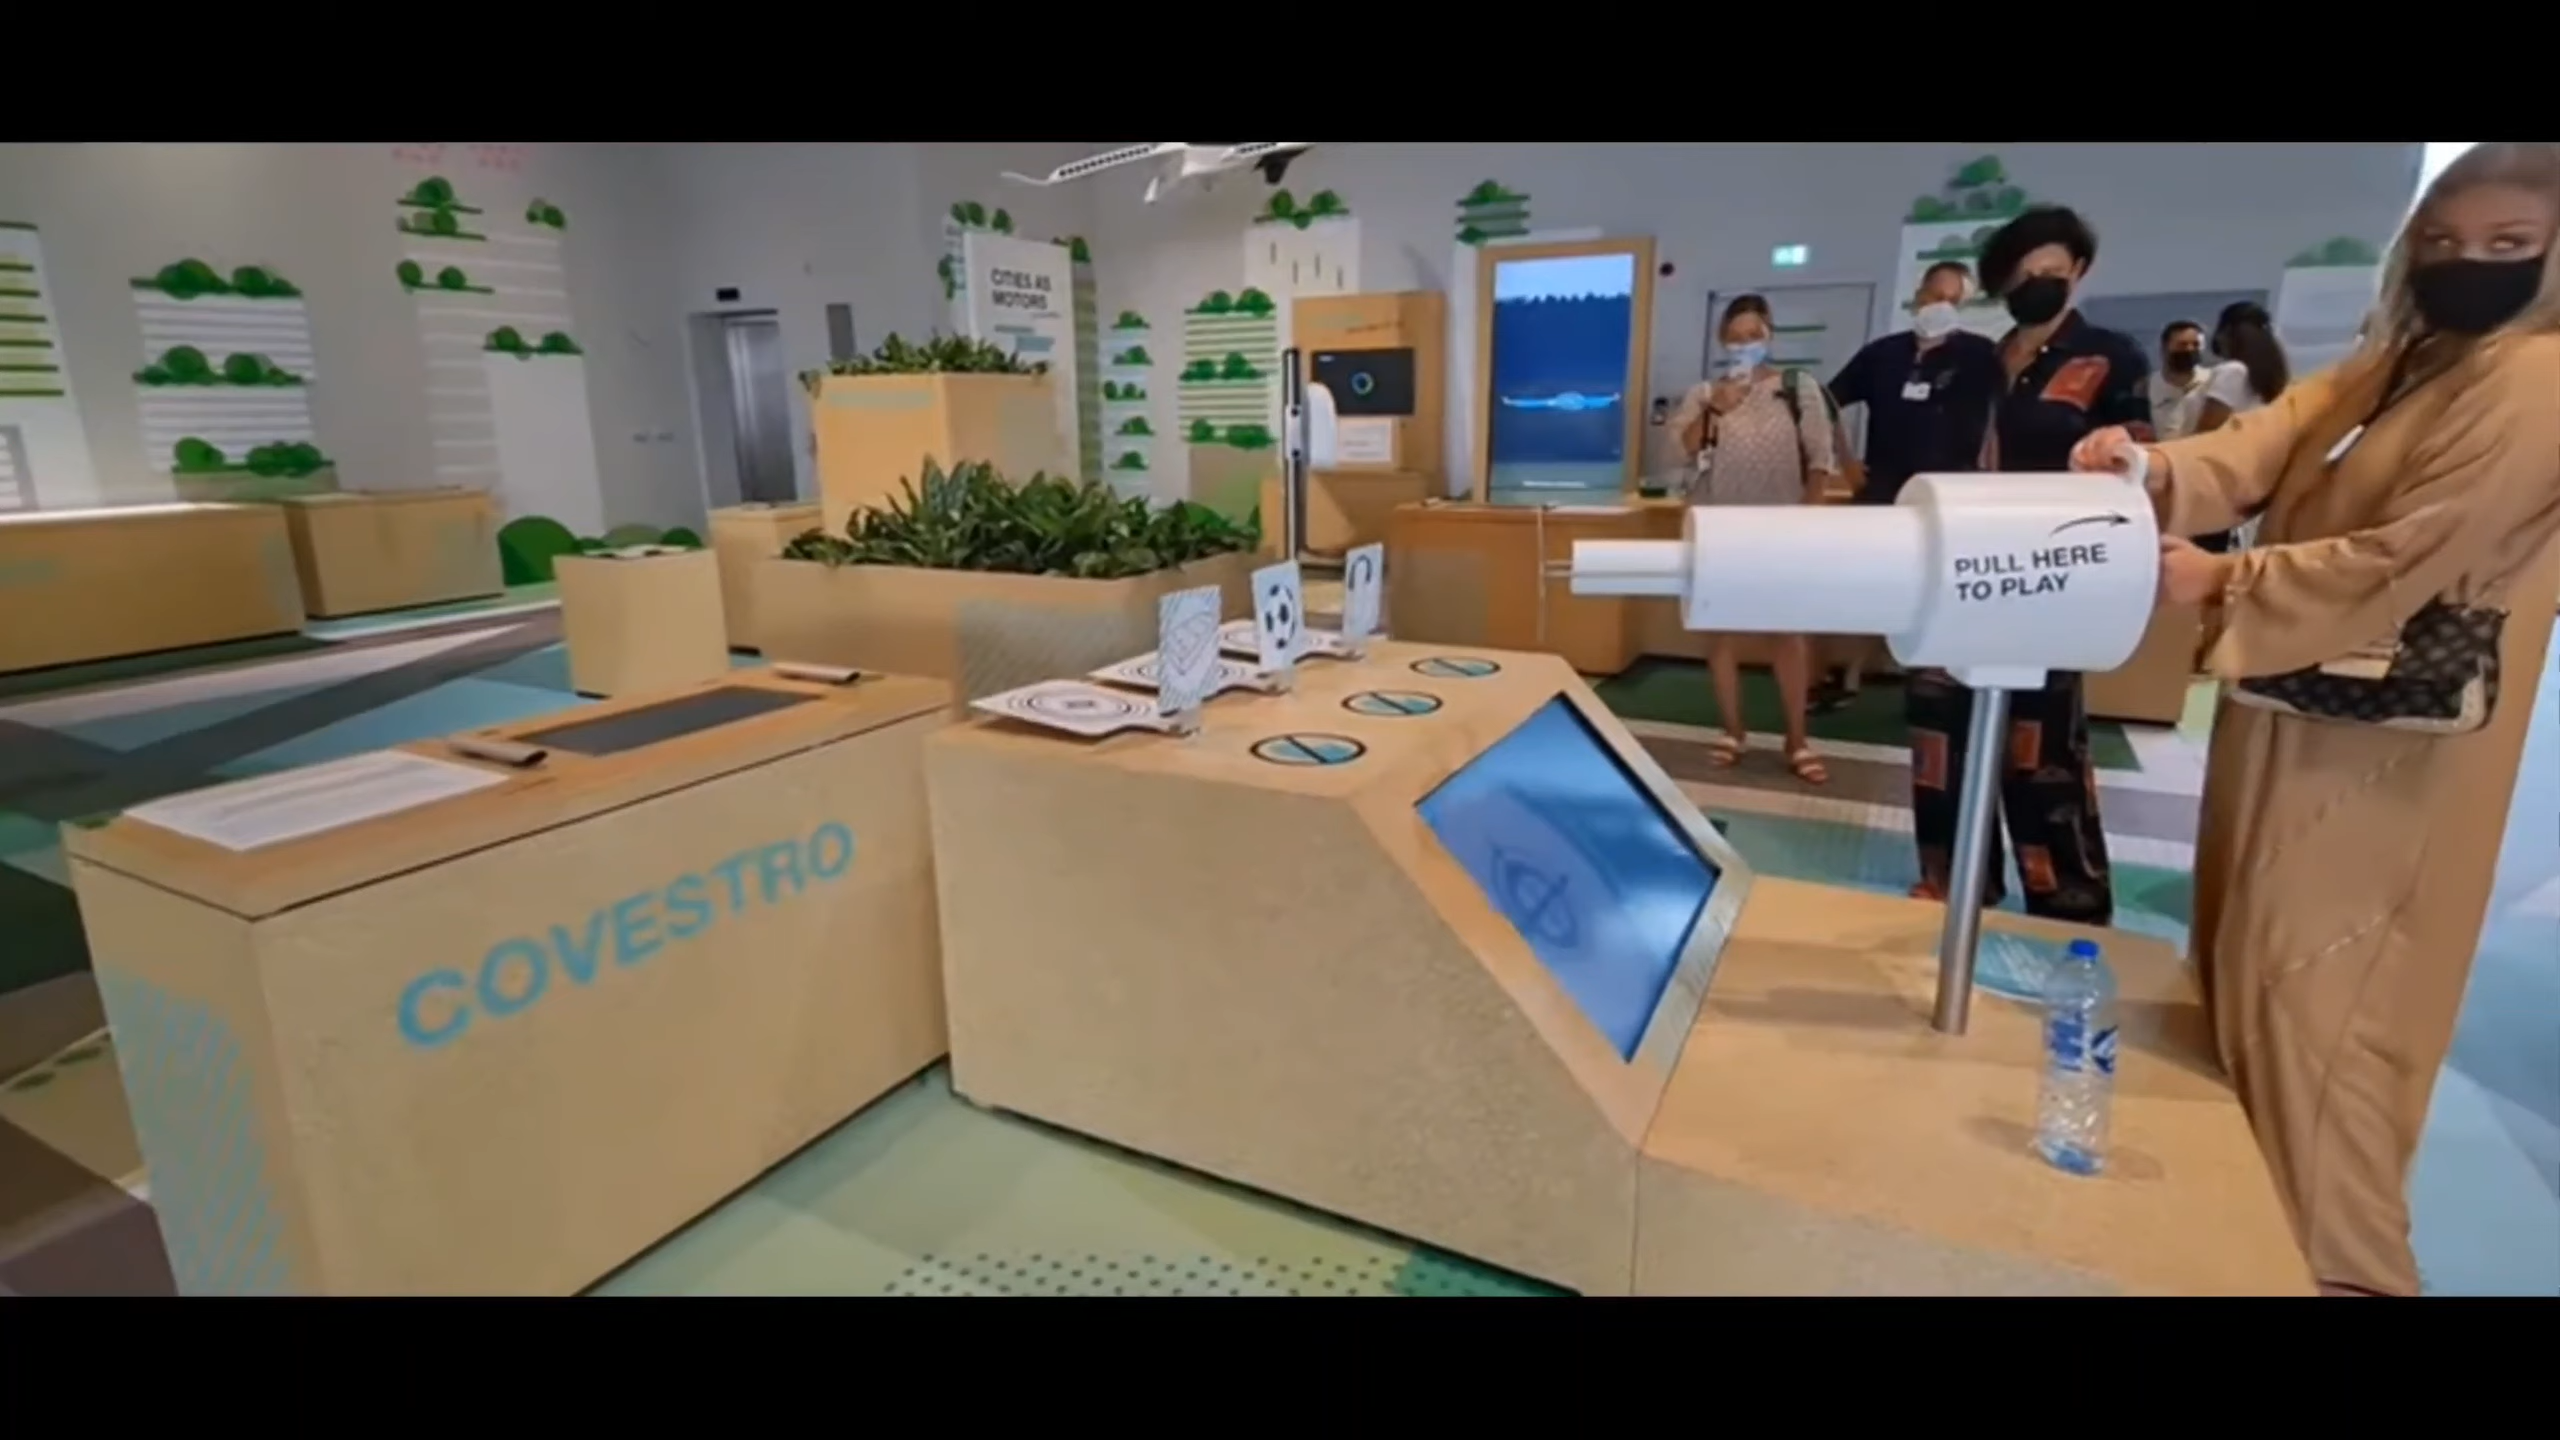 CITIES AS
MOTORS
PULL HERE
TO PLAY
COVESTRO